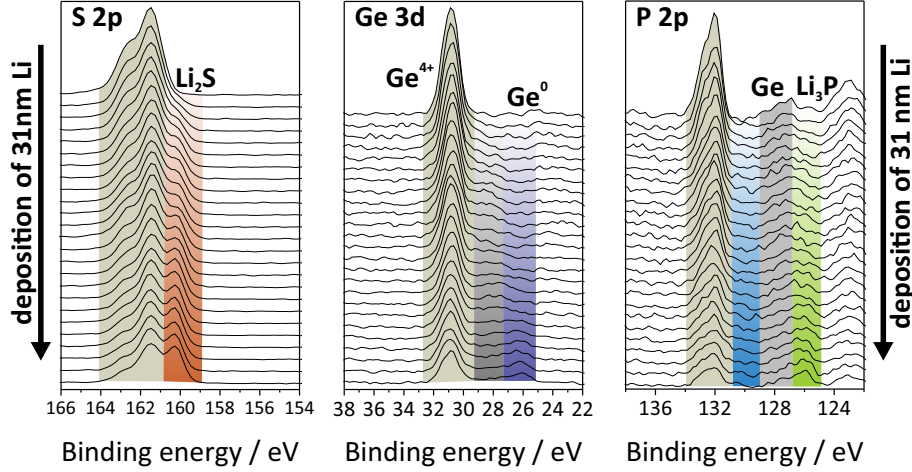 S 2p
Li₂S
deposition of 31nm Li
166 164 162 160 158 156 154
Binding energy / eV
Ge 3d
Ge⁴⁺
Ge⁰
38 36 34 32 30 28 26 24 22
Binding energy / eV
P 2p
Ge
Li₃P
136 132 128 124
Binding energy / eV
deposition of 31 nm Li